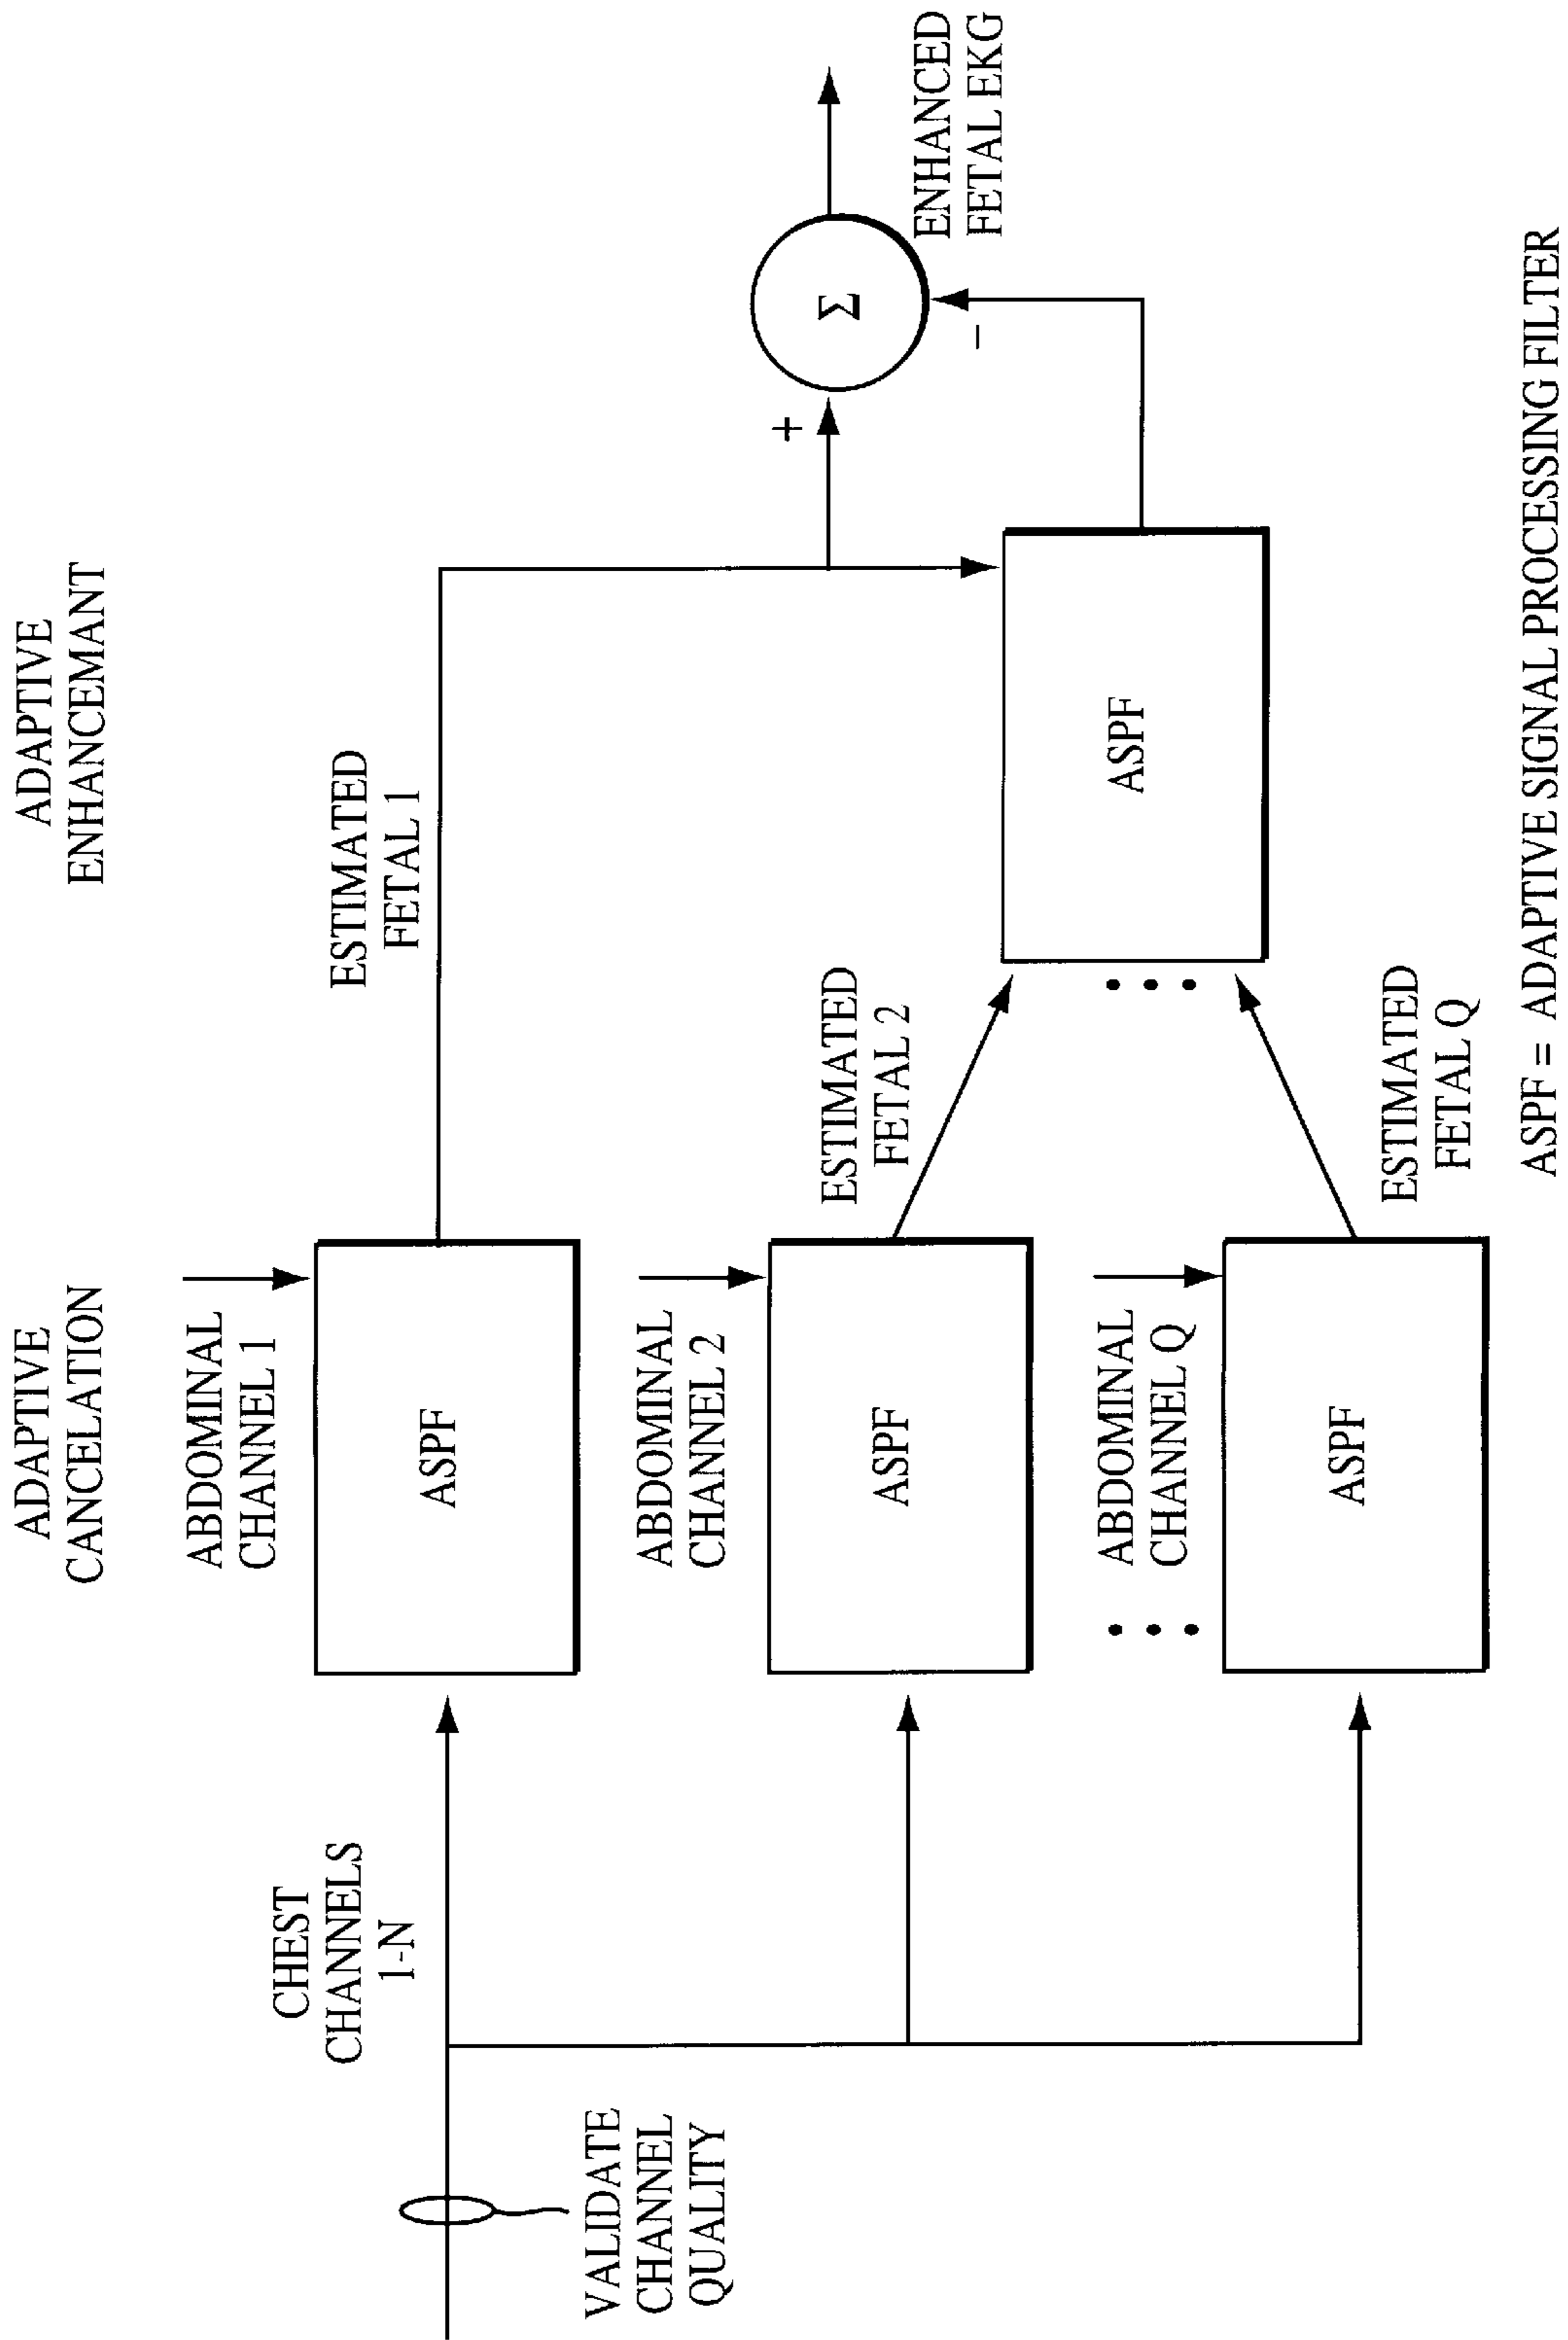 ADAPTIVE
CANCELATION
ADAPTIVE
ENHANCEMANT
CHEST
CHANNELS
1-N
VALIDATE
CHANNEL
QUALITY
ABDOMINAL
CHANNEL 1
ASPF
ESTIMATED
FETAL 1
ABDOMINAL
CHANNEL 2
ASPF
ESTIMATED
FETAL 2
ABDOMINAL
CHANNEL Q
ASPF
ESTIMATED
FETAL Q
ASPF
+
Σ
−
ENHANCED
FETAL EKG
ASPF = ADAPTIVE SIGNAL PROCESSING FILTER